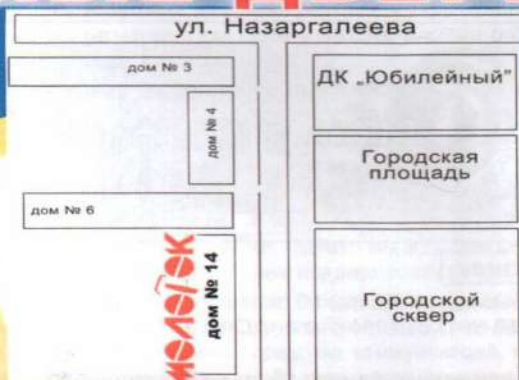 ул. Назаргалеева
дом № 3
ДК „Юбилейный"
дом № 4
Городская
площадь
дом № 6
МОЛОТОК
дом № 14
Городской
сквер